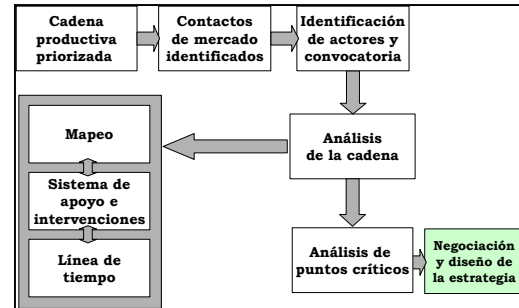 Cadena
productiva
priorizada
Contactos
de mercado
identificados
Identificación
de actores y
convocatoria
Mapeo
Sistema de
apoyo e
intervenciones
Línea de
tiempo
Análisis
de la cadena
Análisis de
puntos críticos
Negociación
y diseño de
la estrategia